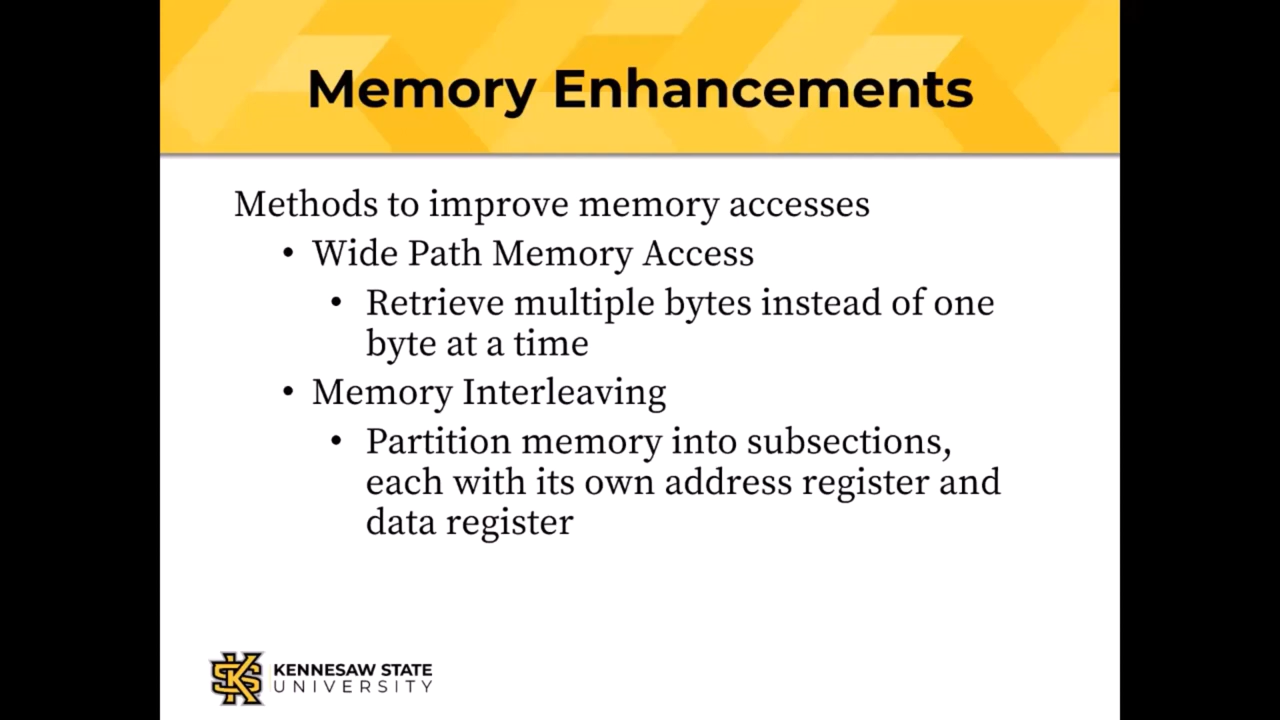 Memory Enhancements
Methods to improve memory accesses
• Wide Path Memory Access
• Retrieve multiple bytes instead of one
byte at a time
• Memory Interleaving
• Partition memory into subsections,
each with its own address register and
data register
KENNESAW STATE
UNIVERSITY